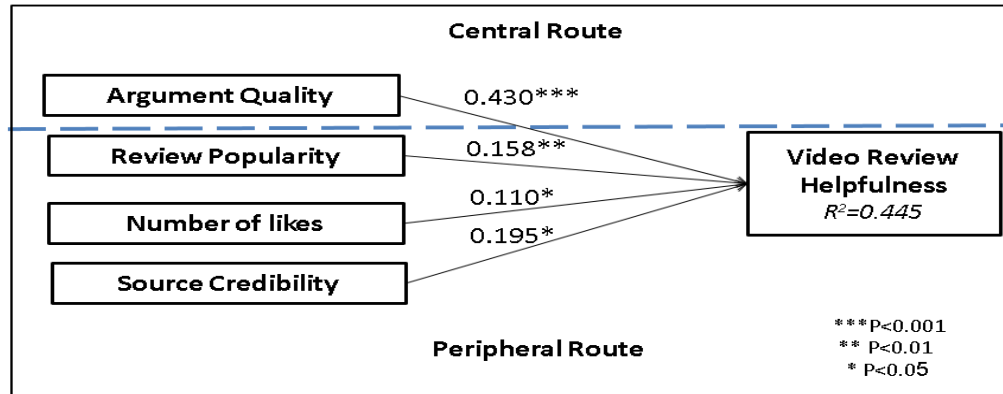 Central Route
Argument Quality
0.430***
Review Popularity
0.158**
Number of likes
0.110*
Source Credibility
0.195*
Video Review
Helpfulness
R²=0.445
Peripheral Route
***P<0.001
** P<0.01
* P<0.05